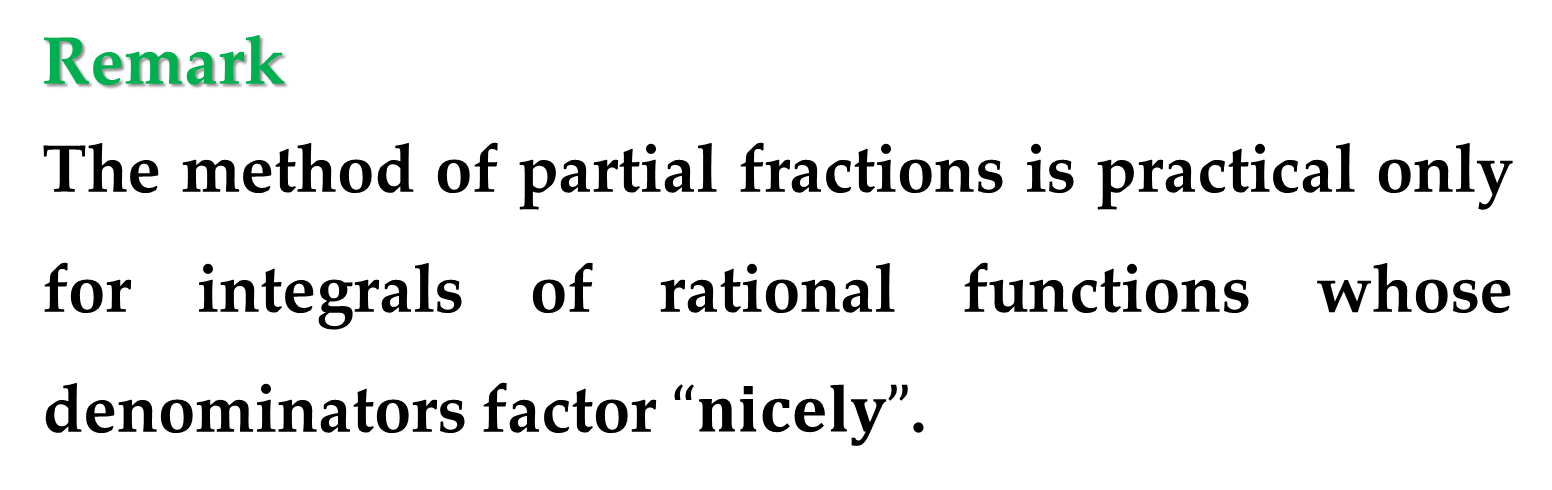 Remark
The method of partial fractions is practical only
for integrals of rational functions whose
denominators factor “nicely”.